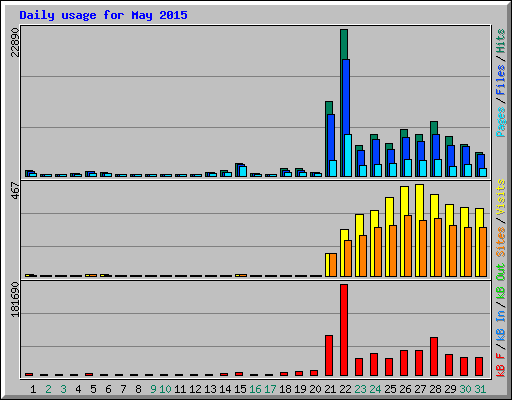 Daily usage for May 2015
22890
Pages / Files / Hits
467
Sites / Visits
181690
kB F / kB In / kB Out
1 2 3 4 5 6 7 8 9 10 11 12 13 14 15 16 17 18 19 20 21 22 23 24 25 26 27 28 29 30 31